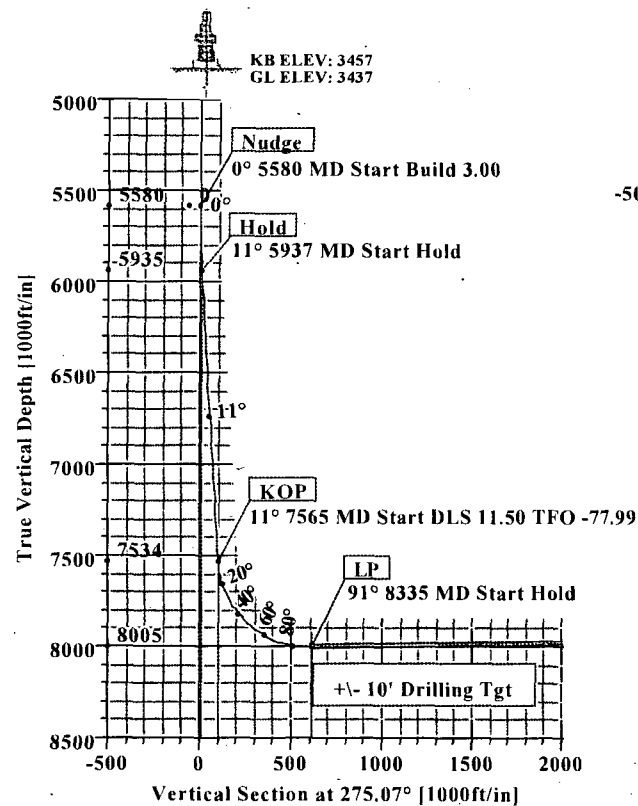 KB ELEV: 3457
GL ELEV: 3437
5000
Nudge
0° 5580 MD Start Build 3.00
5500
5580
0°
-50
Hold
11° 5937 MD Start Hold
5935
6000
6500
11°
7000
KOP
11° 7565 MD Start DLS 11.50 TFO -77.99
7500
7534
20°
40°
60°
80°
LP
91° 8335 MD Start Hold
8000
8005
+\- 10' Drilling Tgt
8500
-500 0 500 1000 1500 2000
True Vertical Depth [1000ft/in]
Vertical Section at 275.07° [1000ft/in]